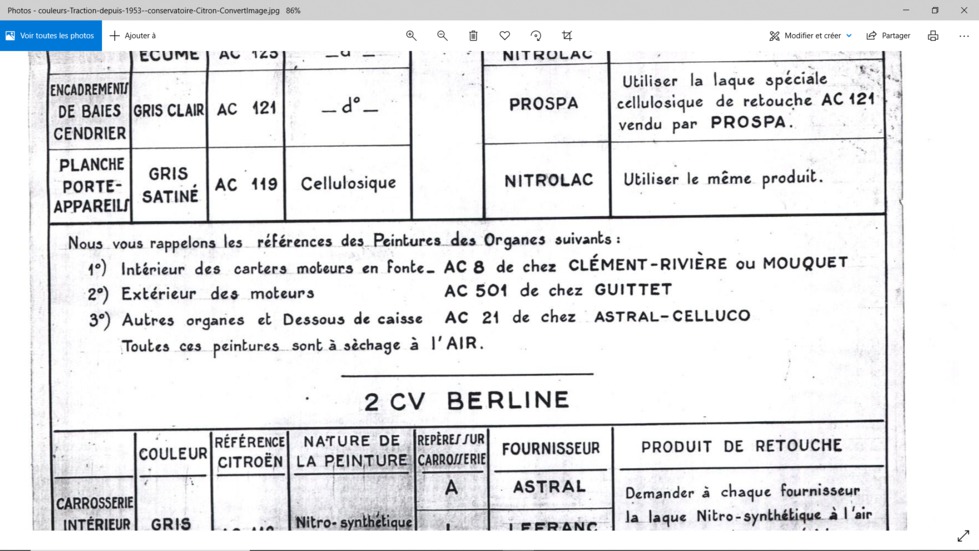 Photos - couleurs-Traction-depuis-1953--conservatoire-Citron-ConvertImage.jpg 86%
Voir toutes les photos
Ajouter à
Modifier et créer
Partager
ECUME AC 123 _d°_ NITROLAC
ENCADREMENTS
DE BAIES
CENDRIER
GRIS CLAIR
AC 121
_ d° _
PROSPA
Utiliser la laque spéciale
cellulosique de retouche AC 121
vendu par PROSPA.
PLANCHE
PORTE-
APPAREILS
GRIS
SATINÉ
AC 119
Cellulosique
NITROLAC
Utiliser le même produit.
Nous vous rappelons les références des Peintures des Organes suivants :
1°) Intérieur des carters moteurs en fonte_ AC 8 de chez CLÉMENT-RIVIÈRE ou MOUQUET
2°) Extérieur des moteurs AC 501 de chez GUITTET
3°) Autres organes et Dessous de caisse AC 21 de chez ASTRAL-CELLUCO
Toutes ces peintures sont à sèchage à l'AIR.
2 CV BERLINE
COULEUR
RÉFÉRENCE
CITROËN
NATURE DE
LA PEINTURE
REPÈRES SUR
CARROSSERIE
FOURNISSEUR
PRODUIT DE RETOUCHE
CARROSSERIE
INTÉRIEUR
GRIS
Nitro-synthétique
A
ASTRAL
LEFRANC
Demander à chaque fournisseur
la laque Nitro-synthétique à l'air